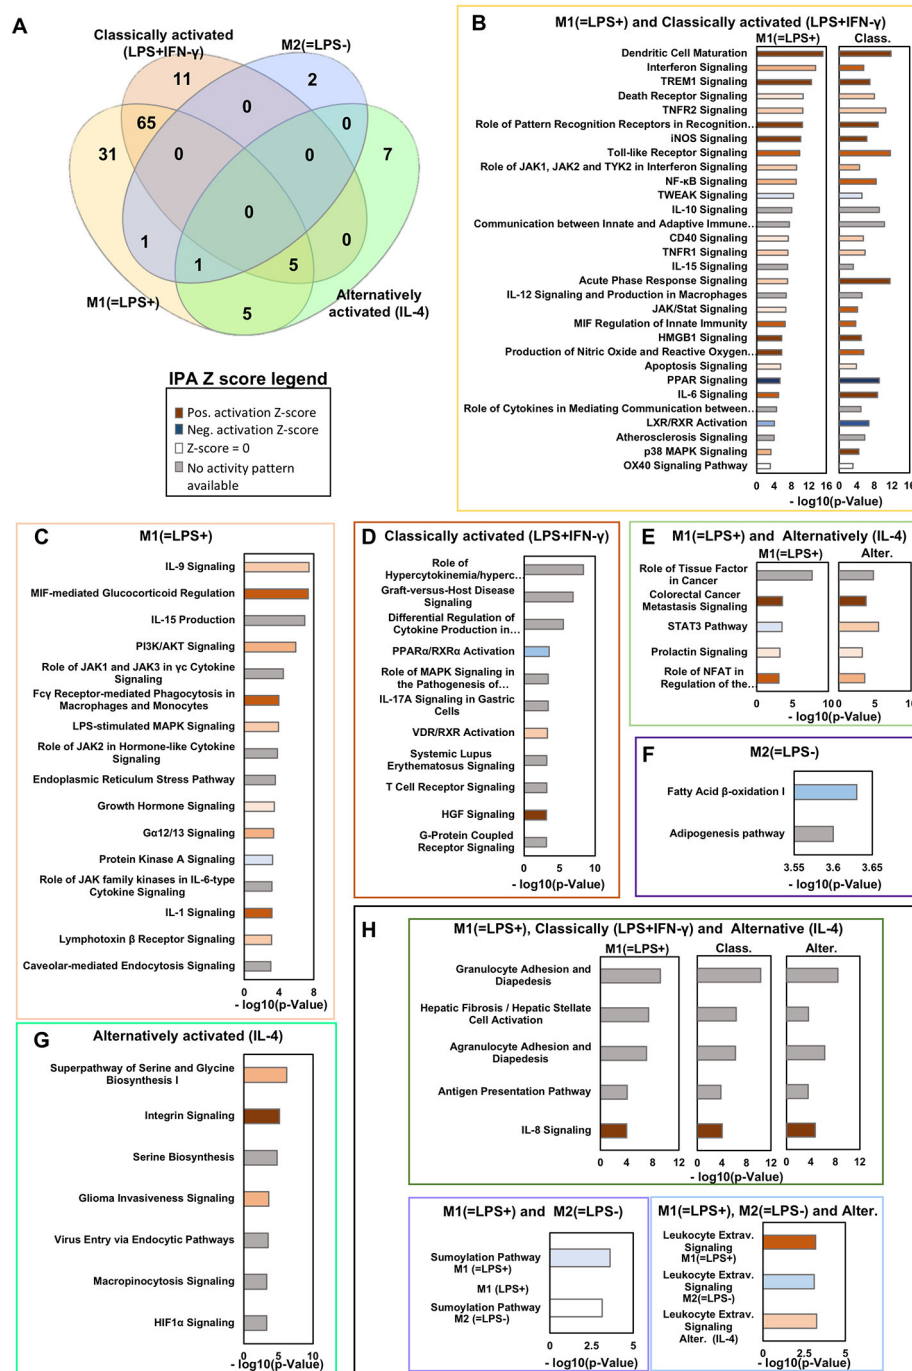 A
Classically activated
(LPS+IFN-γ)
M2(=LPS-)
11
2
0
65
0
31
0
0
7
0
1
0
1
5
M1(=LPS+)
5
Alternatively
activated (IL-4)
IPA Z score legend
Pos. activation Z-score
Neg. activation Z-score
Z-score = 0
No activity pattern
available
B
M1(=LPS+) and Classically activated (LPS+IFN-γ)
M1(=LPS+)
Class.
Dendritic Cell Maturation
Interferon Signaling
TREM1 Signaling
Death Receptor Signaling
TNFR2 Signaling
Role of Pattern Recognition Receptors in Recognition…
iNOS Signaling
Toll-like Receptor Signaling
Role of JAK1, JAK2 and TYK2 in Interferon Signaling
NF-κB Signaling
TWEAK Signaling
IL-10 Signaling
Communication between Innate and Adaptive Immune…
CD40 Signaling
TNFR1 Signaling
IL-15 Signaling
Acute Phase Response Signaling
IL-12 Signaling and Production in Macrophages
JAK/Stat Signaling
MIF Regulation of Innate Immunity
HMGB1 Signaling
Production of Nitric Oxide and Reactive Oxygen…
Apoptosis Signaling
PPAR Signaling
IL-6 Signaling
Role of Cytokines in Mediating Communication between…
LXR/RXR Activation
Atherosclerosis Signaling
p38 MAPK Signaling
OX40 Signaling Pathway
0 4 8 12 16
0 4 8 12 16
- log10(p-Value)
C
M1(=LPS+)
IL-9 Signaling
MIF-mediated Glucocorticoid Regulation
IL-15 Production
PI3K/AKT Signaling
Role of JAK1 and JAK3 in γc Cytokine
Signaling
Fcγ Receptor-mediated Phagocytosis in
Macrophages and Monocytes
LPS-stimulated MAPK Signaling
Role of JAK2 in Hormone-like Cytokine
Signaling
Endoplasmic Reticulum Stress Pathway
Growth Hormone Signaling
Gα12/13 Signaling
Protein Kinase A Signaling
Role of JAK family kinases in IL-6-type
Cytokine Signaling
IL-1 Signaling
Lymphotoxin β Receptor Signaling
Caveolar-mediated Endocytosis Signaling
0 4 8
- log10(p-Value)
D
Classically activated (LPS+IFN-γ)
Role of
Hypercytokinemia/hyperc…
Graft-versus-Host Disease
Signaling
Differential Regulation of
Cytokine Production in…
PPARα/RXRα Activation
Role of MAPK Signaling in
the Pathogenesis of…
IL-17A Signaling in Gastric
Cells
VDR/RXR Activation
Systemic Lupus
Erythematosus Signaling
T Cell Receptor Signaling
HGF Signaling
G-Protein Coupled
Receptor Signaling
0 5 10
- log10(p-Value)
E
M1(=LPS+) and Alternatively (IL-4)
M1(=LPS+)
Alter.
Role of Tissue Factor
in Cancer
Colorectal Cancer
Metastasis Signaling
STAT3 Pathway
Prolactin Signaling
Role of NFAT in
Regulation of the…
0 5 10
0 5 10
-log10(p-Value)
F
M2(=LPS-)
Fatty Acid β-oxidation I
Adipogenesis pathway
3.55 3.6 3.65
- log10(p-Value)
G
Alternatively activated (IL-4)
Superpathway of Serine and Glycine
Biosynthesis I
Integrin Signaling
Serine Biosynthesis
Glioma Invasiveness Signaling
Virus Entry via Endocytic Pathways
Macropinocytosis Signaling
HIF1α Signaling
0 5 10
- log10(p-Value)
H
M1(=LPS+), Classically (LPS+IFN-γ) and Alternative (IL-4)
M1(=LPS+)
Class.
Alter.
Granulocyte Adhesion and
Diapedesis
Hepatic Fibrosis / Hepatic Stellate
Cell Activation
Agranulocyte Adhesion and
Diapedesis
Antigen Presentation Pathway
IL-8 Signaling
0 4 8 12
0 4 8 12
0 4 8 12
- log10(p-Value)
M1(=LPS+) and M2(=LPS-)
Sumoylation Pathway
M1 (=LPS+)
M1 (LPS+)
Sumoylation Pathway
M2 (=LPS-)
0 2.5 5
- log10(p-Value)
M1(=LPS+), M2(=LPS-) and Alter.
Leukocyte Extrav.
Signaling
M1(=LPS+)
Leukocyte Extrav.
Signaling
M2(=LPS-)
Leukocyte Extrav.
Signaling
Alter. (IL-4)
0 2.5 5
- log10(p-Value)